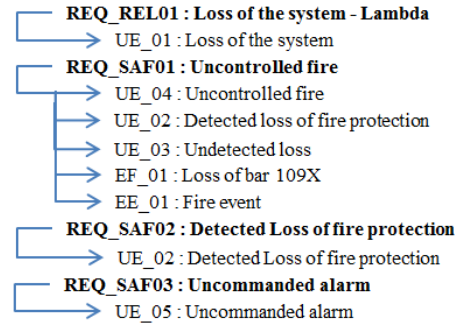 REQ_REL01 : Loss of the system - Lambda
UE_01 : Loss of the system
REQ_SAF01 : Uncontrolled fire
UE_04 : Uncontrolled fire
UE_02 : Detected loss of fire protection
UE_03 : Undetected loss
EF_01 : Loss of bar 109X
EE_01 : Fire event
REQ_SAF02 : Detected Loss of fire protection
UE_02 : Detected Loss of fire protection
REQ_SAF03 : Uncommanded alarm
UE_05 : Uncommanded alarm